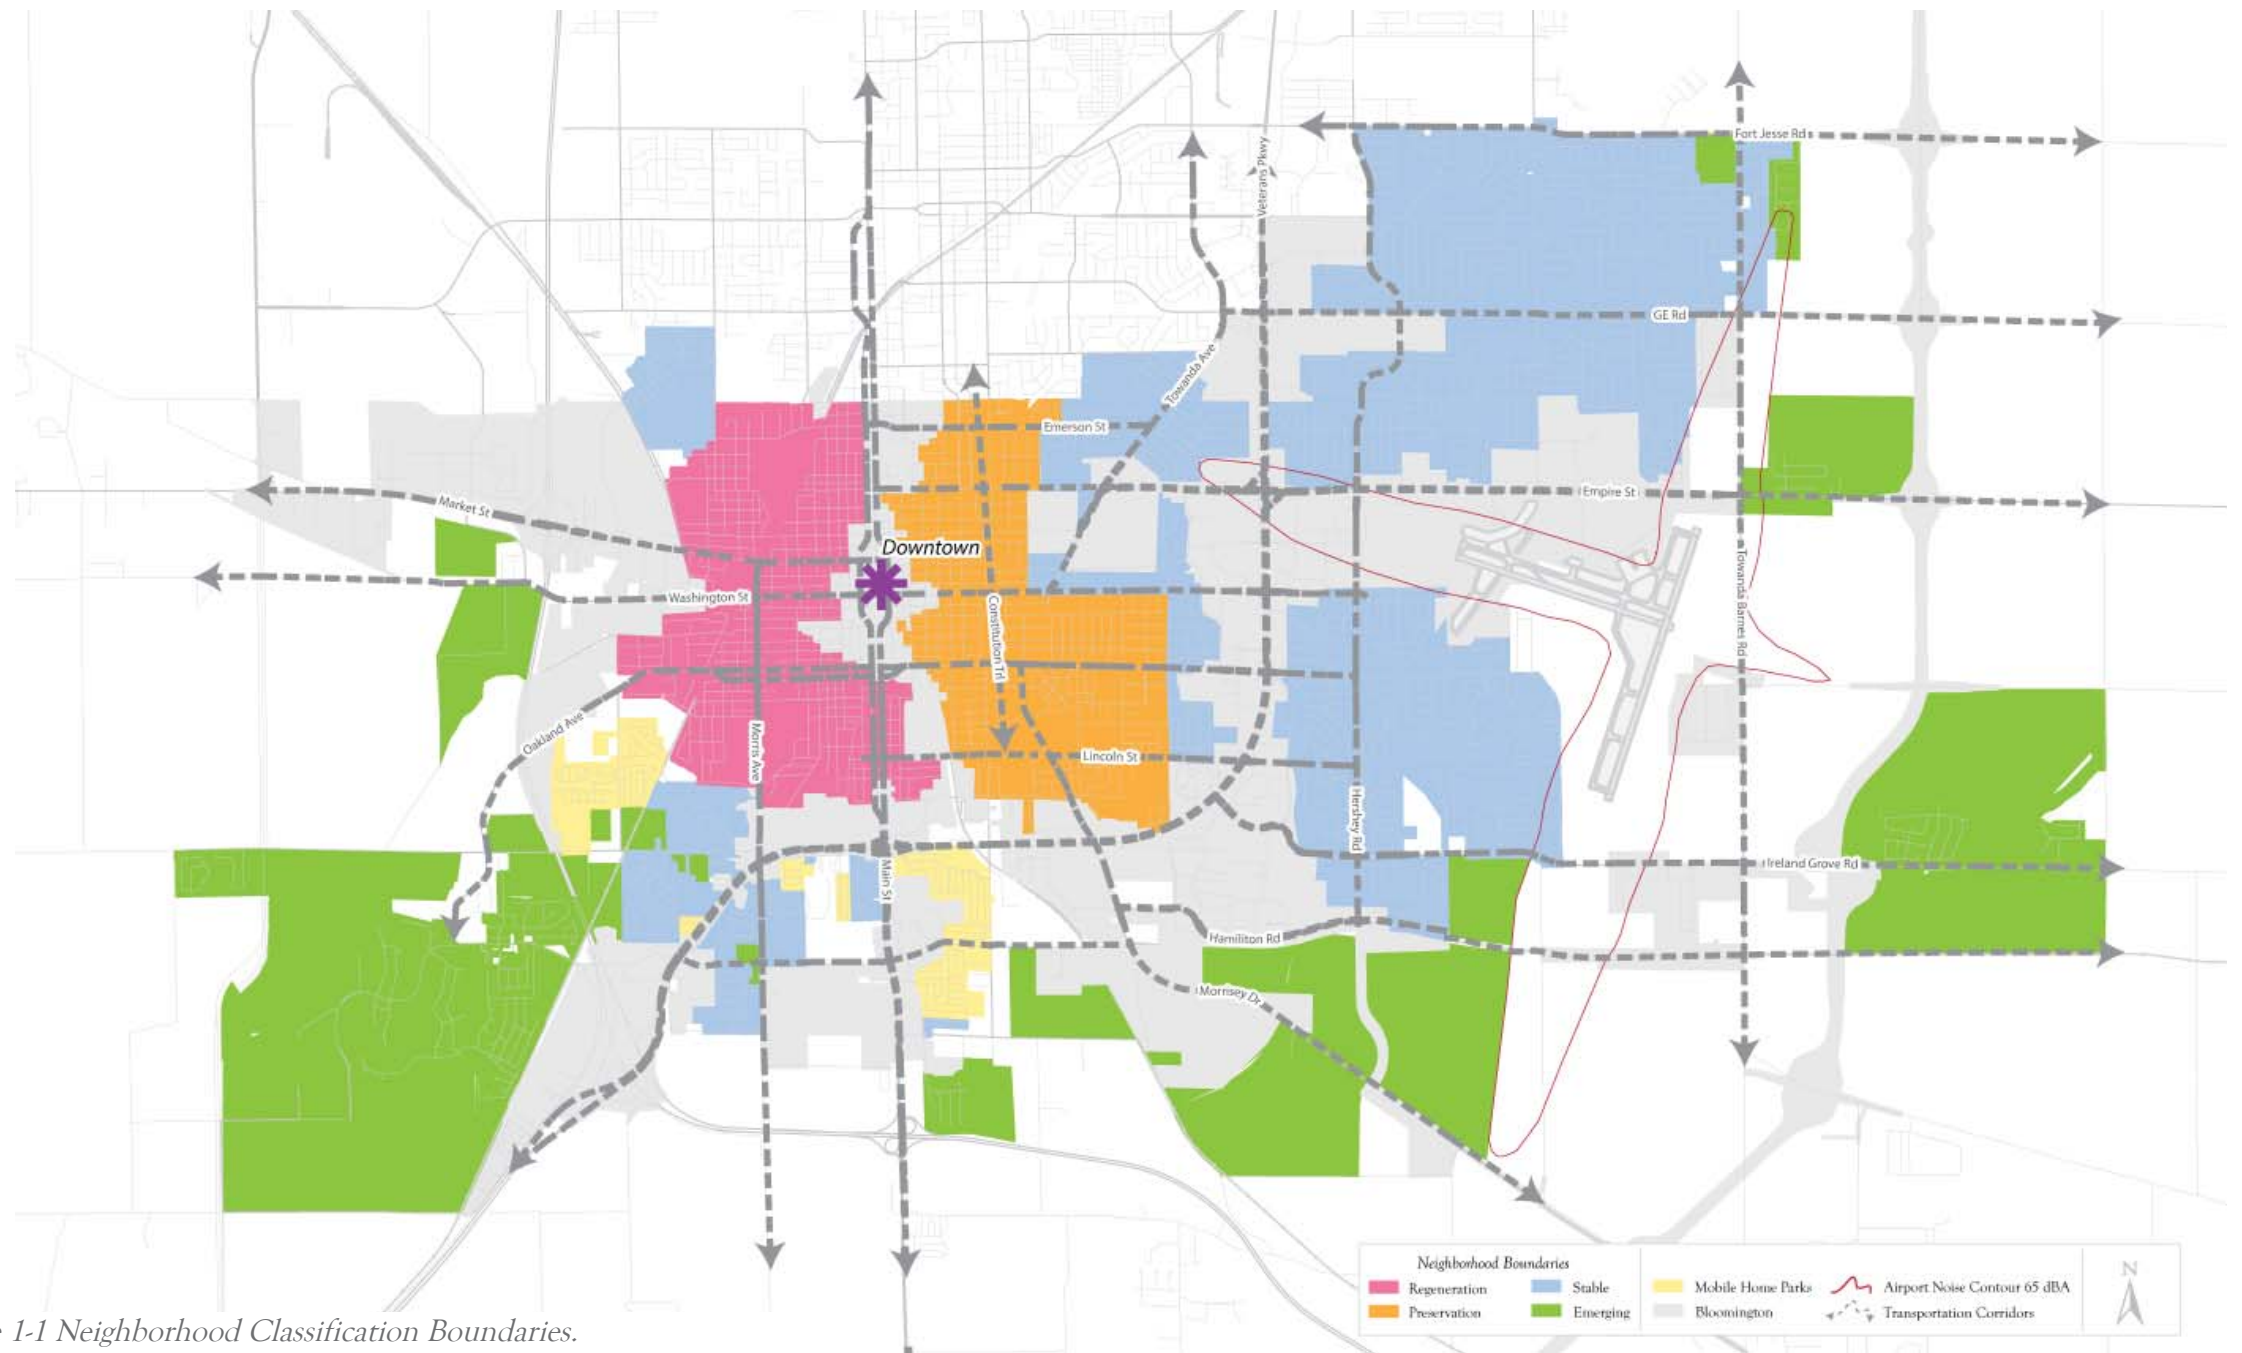 Fort Jesse Rd
Veterans Pkwy
GE Rd
Towanda Ave
Emerson St
Empire St
Market St
Downtown
Washington St
Constitution Trl
Towanda Barnes Rd
Oakland Ave
Morris Ave
Lincoln St
Hershey Rd
Main St
Ireland Grove Rd
Hamiliton Rd
Morrisey Dr
Neighborhood Boundaries
Regeneration
Stable
Mobile Home Parks
Airport Noise Contour 65 dBA
Preservation
Emerging
Bloomington
Transportation Corridors
N
1-1 Neighborhood Classification Boundaries.